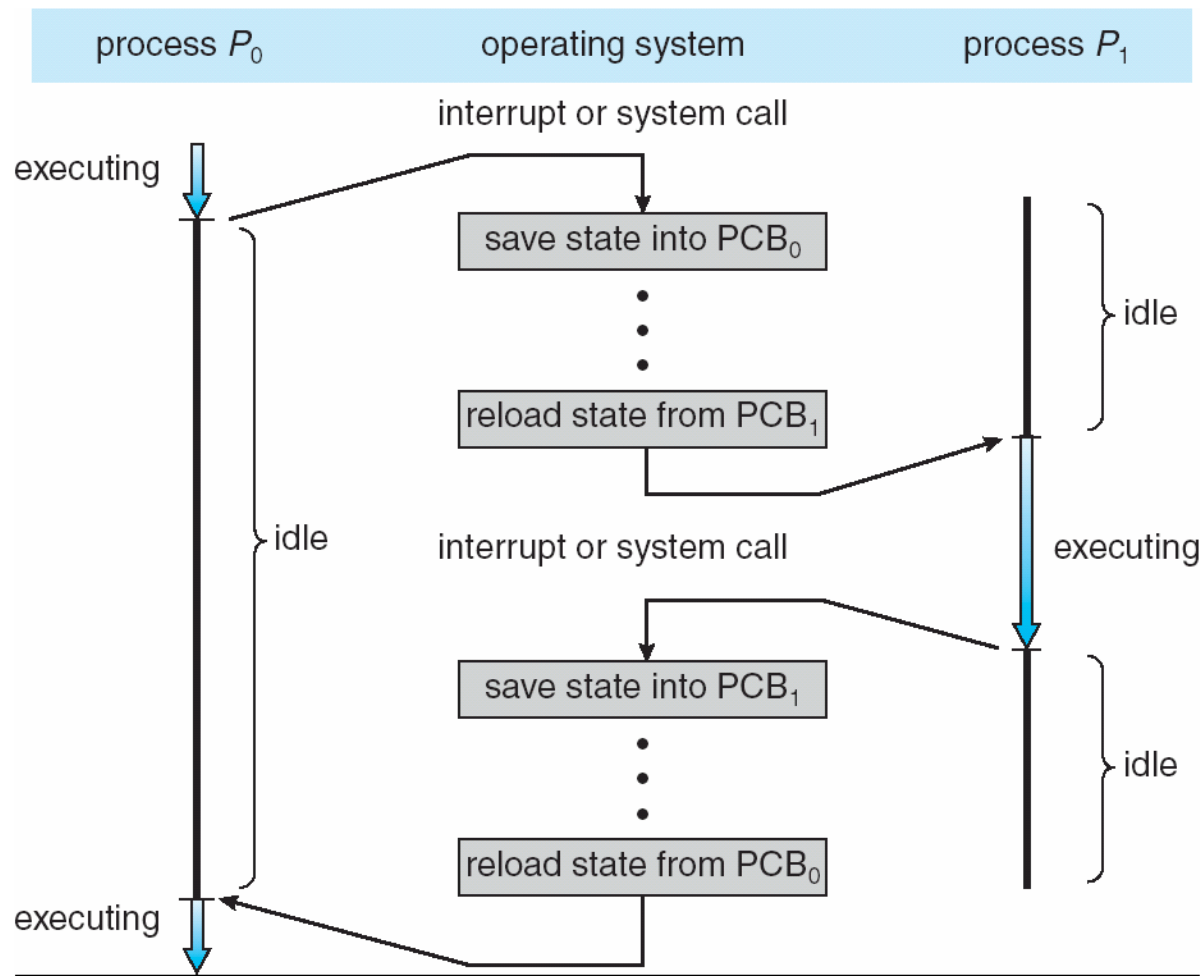 process P₀
operating system
process P₁
interrupt or system call
executing
save state into PCB₀
idle
reload state from PCB₁
idle
interrupt or system call
executing
save state into PCB₁
idle
reload state from PCB₀
executing